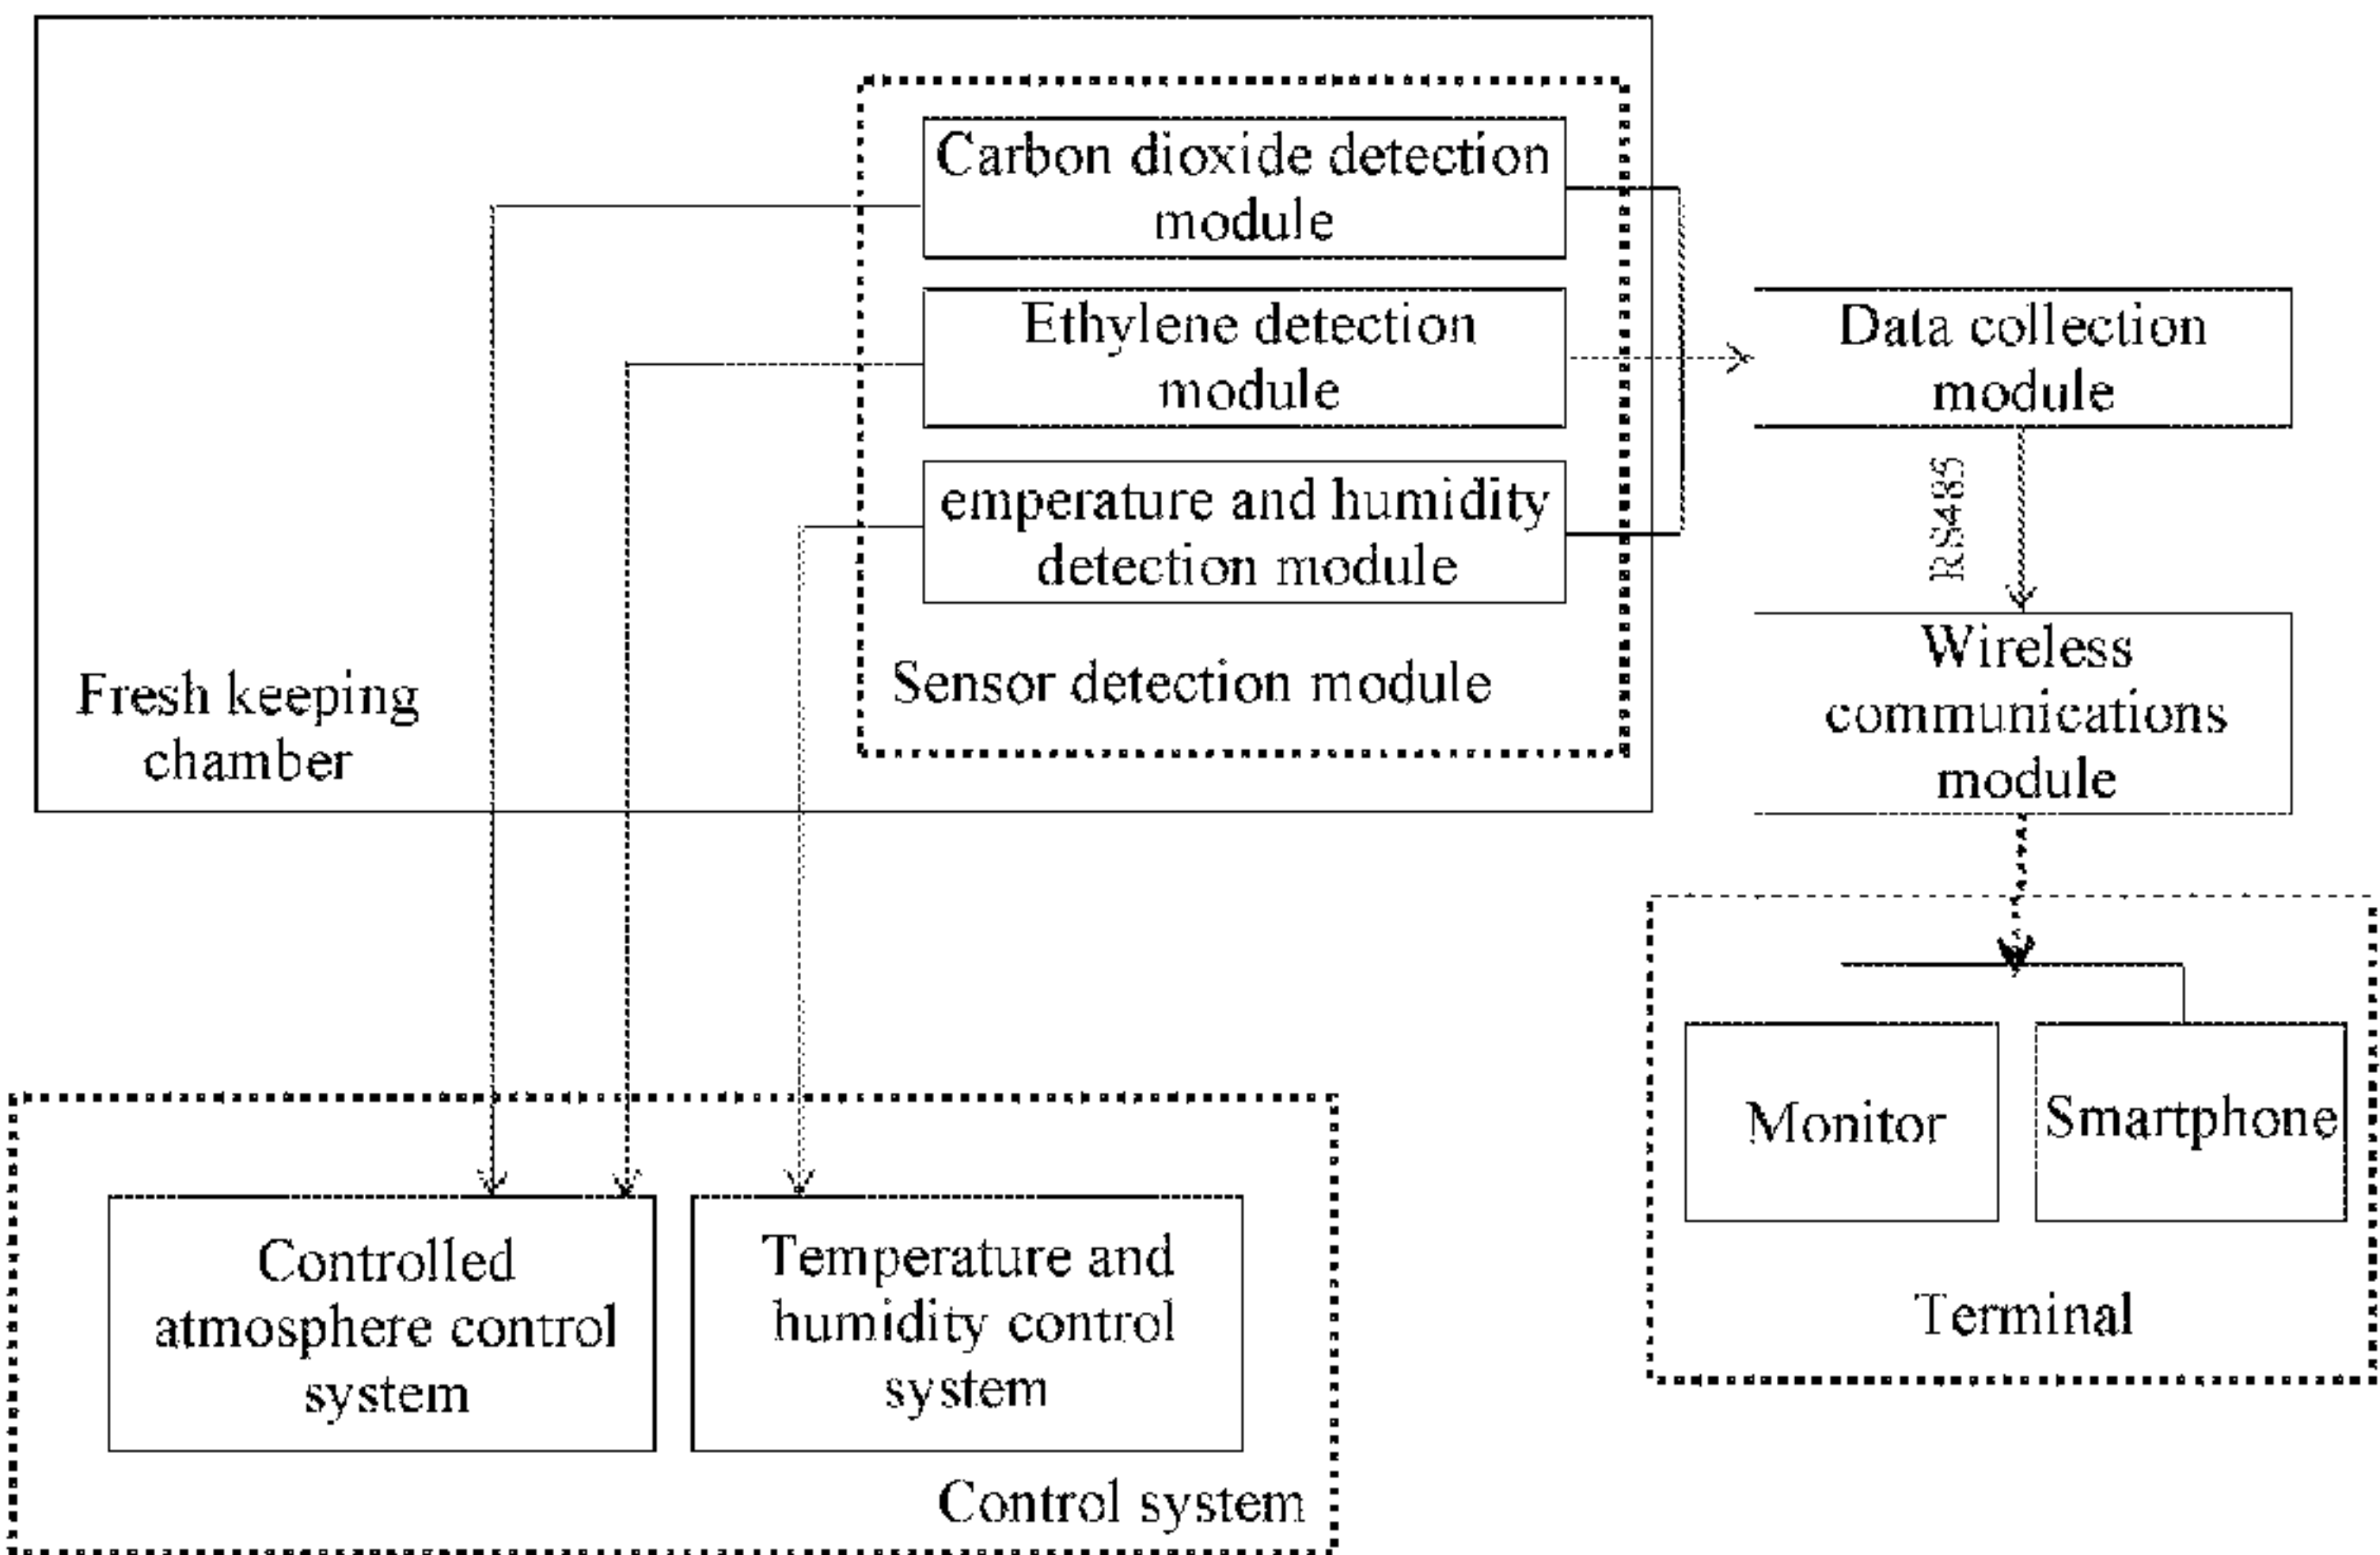 Carbon dioxide detection
module
Ethylene detection
module
emperature and humidity
detection module
Sensor detection module
Fresh keeping
chamber
Data collection
module
RS485
Wireless
communications
module
Monitor
Smartphone
Terminal
Controlled
atmosphere control
system
Temperature and
humidity control
system
Control system